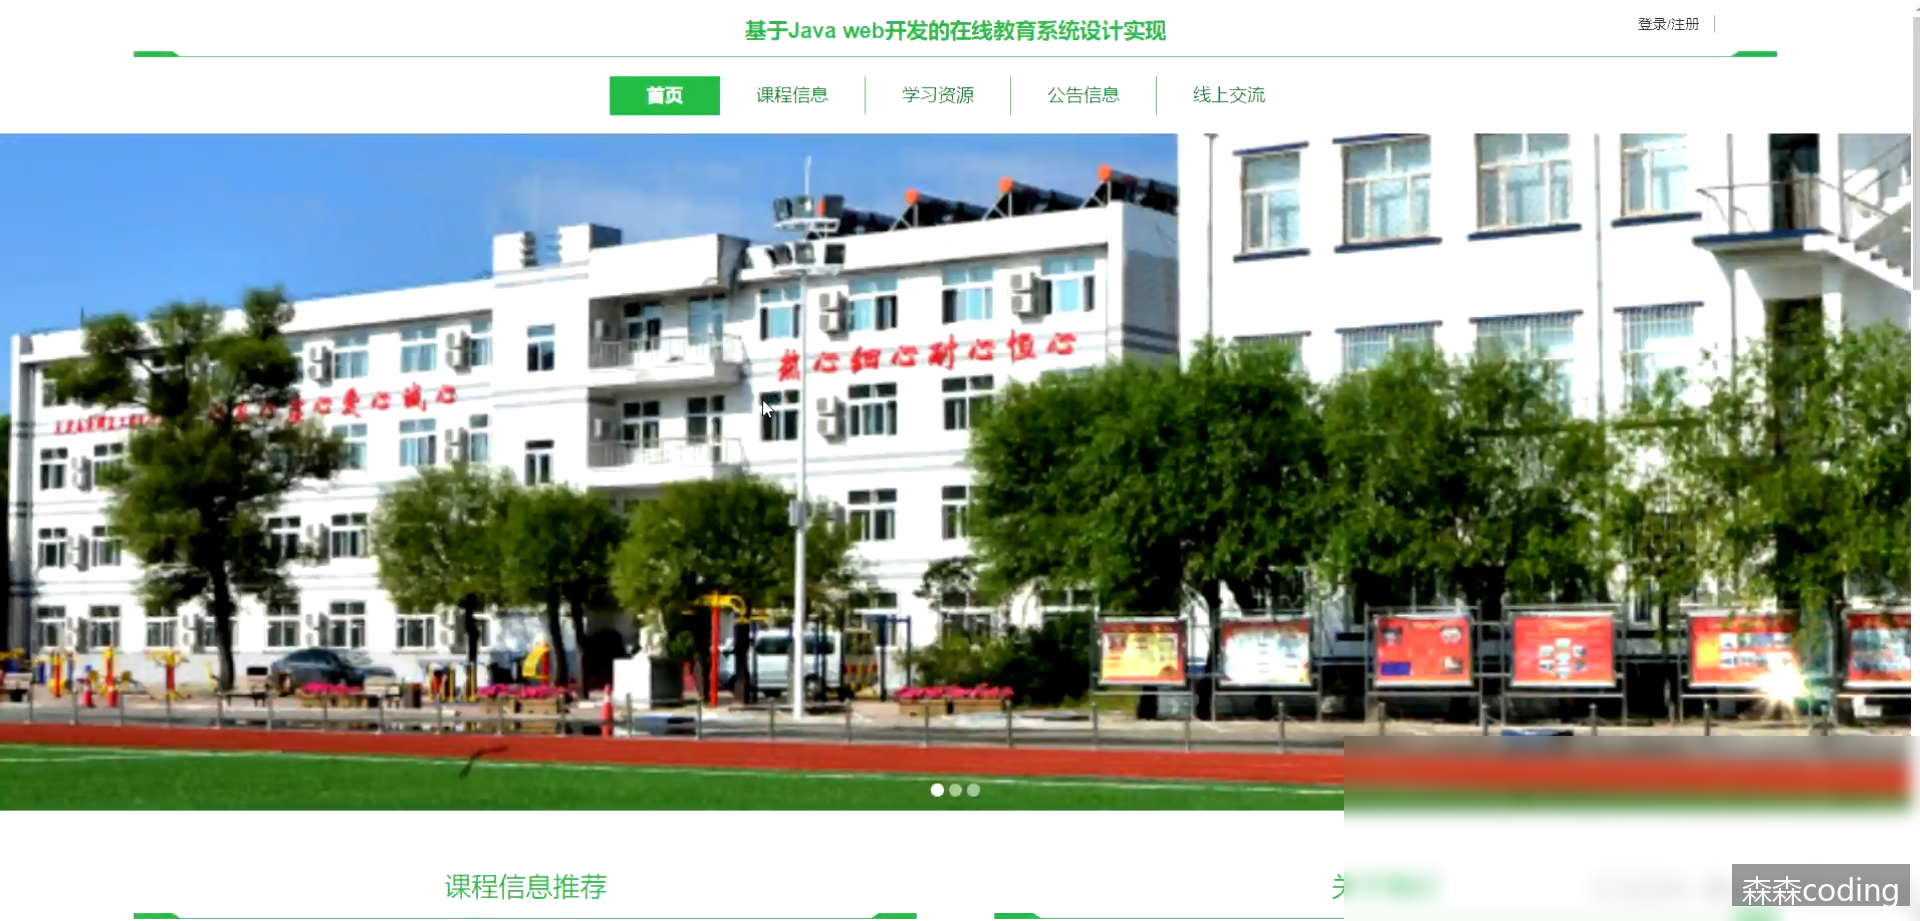 基于Java web开发的在线教育系统设计实现
登录/注册
首页
课程信息
学习资源
公告信息
线上交流
热心细心耐心恒心
课程信息推荐
森森coding